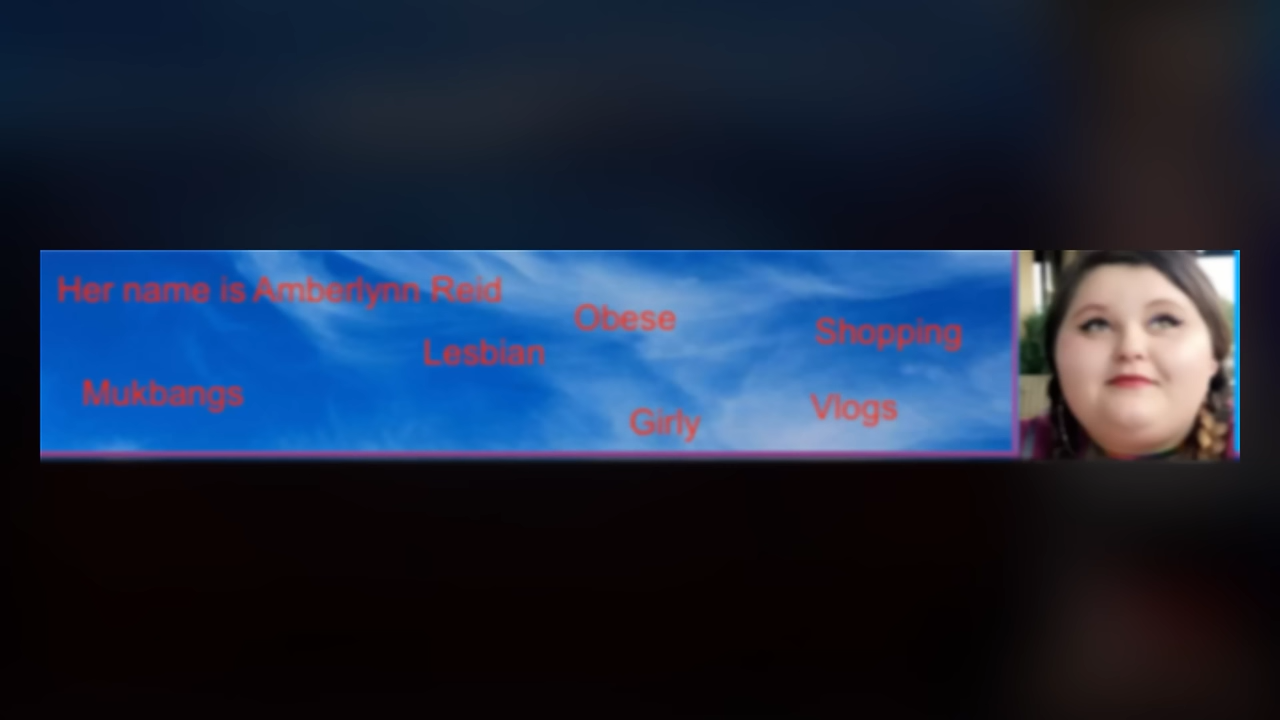 Her name is Amberlynn Reid
Obese
Shopping
Lesbian
Mukbangs
Vlogs
Girly